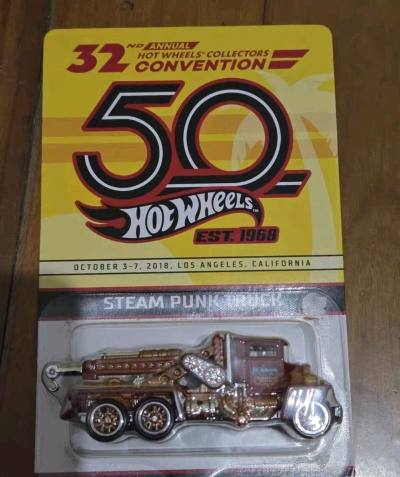 32ND ANNUAL
HOT WHEELS® COLLECTORS
CONVENTION
50
HOT WHEELS™
EST. 1968
OCTOBER 3-7, 2018, LOS ANGELES, CALIFORNIA
STEAM PUNK TRUCK